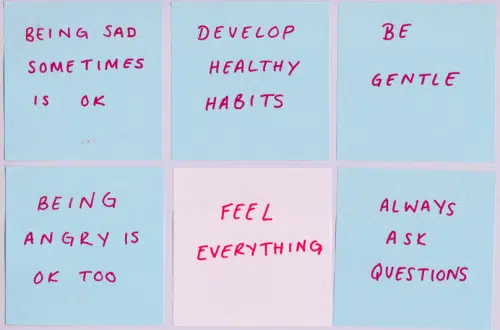 BEING SAD
SOMETIMES
IS OK
...
DEVELOP
HEALTHY
HABITS
BE
GENTLE
BEING
ANGRY IS
OK TOO
FEEL
EVERYTHING
ALWAYS
ASK
QUESTIONS